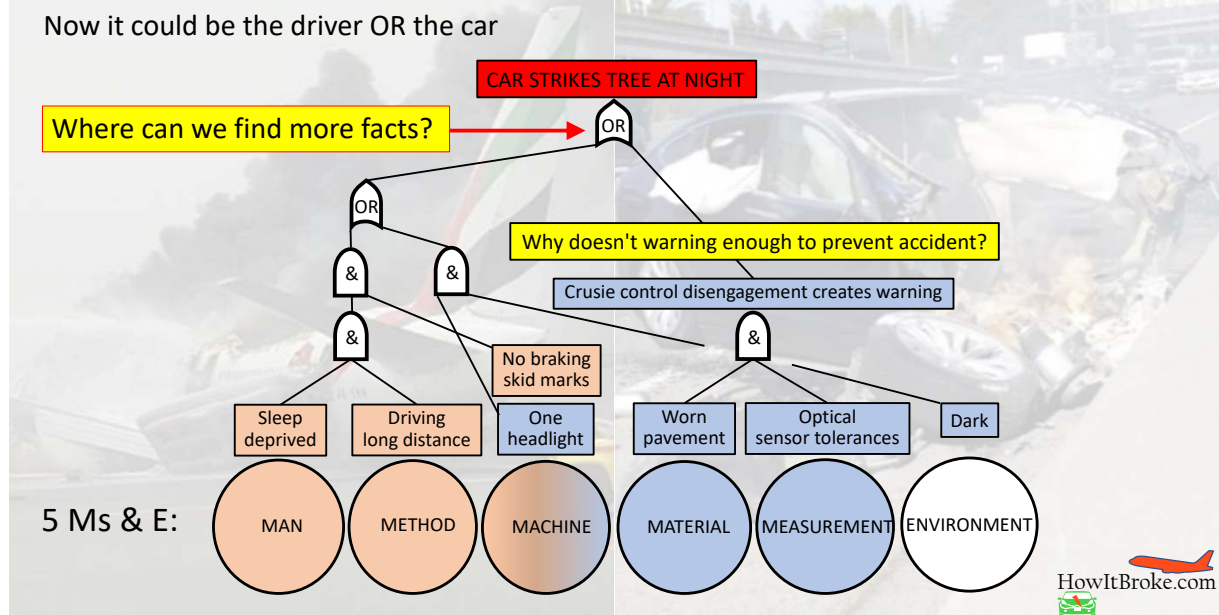 Now it could be the driver OR the car
CAR STRIKES TREE AT NIGHT
Where can we find more facts?
OR
OR
Why doesn't warning enough to prevent accident?
&
&
Crusie control disengagement creates warning
&
&
No braking
skid marks
Sleep
deprived
Driving
long distance
One
headlight
Worn
pavement
Optical
sensor tolerances
Dark
5 Ms & E:
MAN
METHOD
MACHINE
MATERIAL
MEASUREMENT
ENVIRONMENT
HowItBroke.com